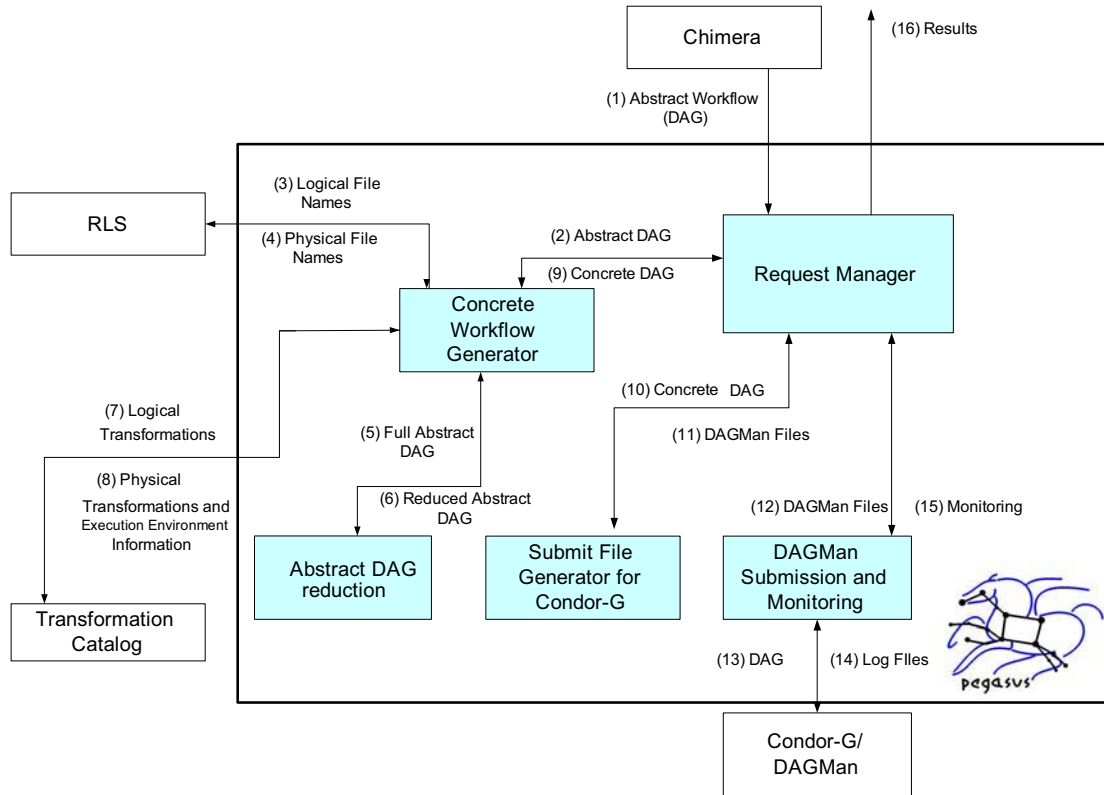 Chimera
(16) Results
(1) Abstract Workflow
(DAG)
(3) Logical File
Names
RLS
(4) Physical File
Names
(2) Abstract DAG
(9) Concrete DAG
Request Manager
Concrete
Workflow
Generator
(7) Logical
Transformations
(8) Physical
Transformations and
Execution Environment
Information
(5) Full Abstract
DAG
(6) Reduced Abstract
DAG
(10) Concrete DAG
(11) DAGMan Files
(12) DAGMan Files
(15) Monitoring
Abstract DAG
reduction
Submit File
Generator for
Condor-G
DAGMan
Submission and
Monitoring
Transformation
Catalog
(13) DAG
(14) Log FIles
pegasus
Condor-G/
DAGMan